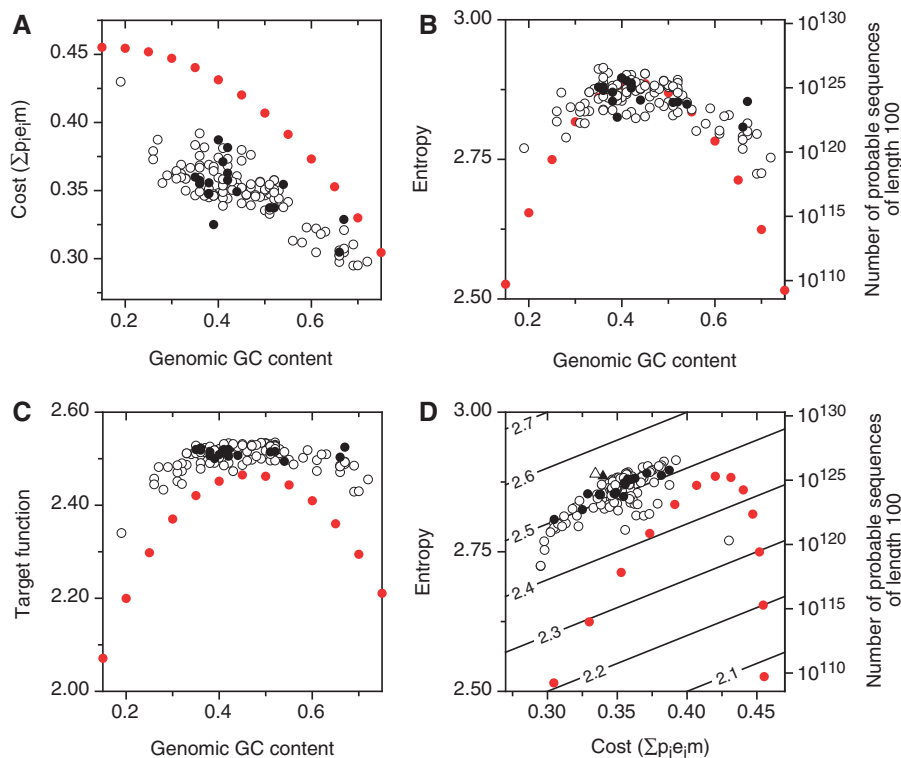 A
0.45
0.40
0.35
0.30
Cost (Σpᵢeᵢm)
0.2 0.4 0.6
Genomic GC content
B
3.00
2.75
2.50
Entropy
0.2 0.4 0.6
Genomic GC content
10¹³⁰
10¹²⁵
10¹²⁰
10¹¹⁵
10¹¹⁰
Number of probable sequences
of length 100
C
2.60
2.40
2.20
2.00
Target function
0.2 0.4 0.6
Genomic GC content
D
3.00
2.75
2.50
Entropy
2.7
2.6
2.5
2.4
2.3
2.2
2.1
0.30 0.35 0.40 0.45
Cost (Σpᵢeᵢm)
10¹³⁰
10¹²⁵
10¹²⁰
10¹¹⁵
10¹¹⁰
Number of probable sequences
of length 100